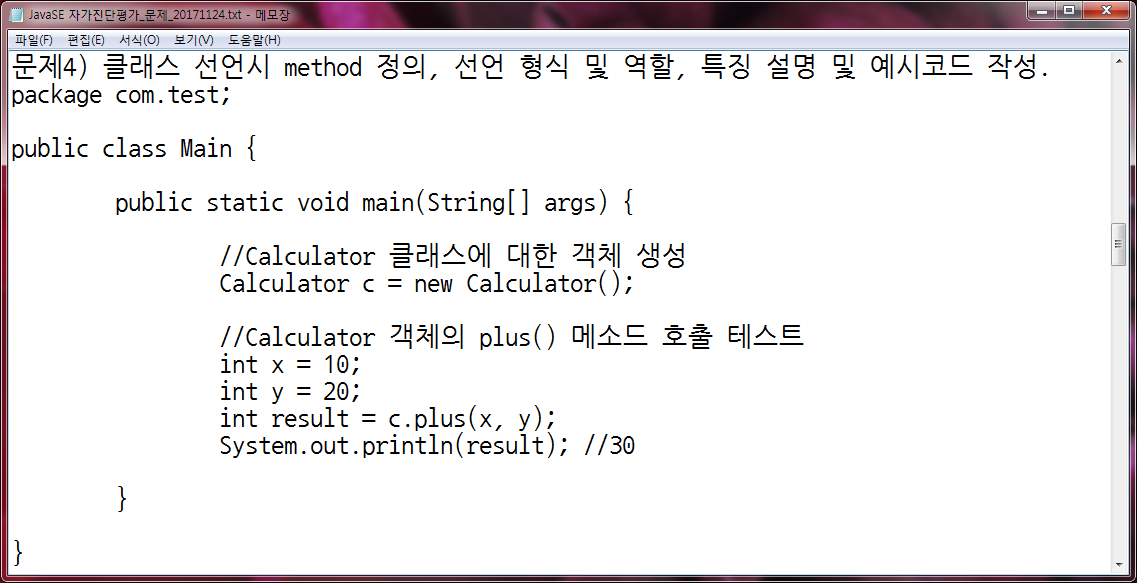 JavaSE 자가진단평가_문제_20171124.txt - 메모장
파일(F) 편집(E) 서식(O) 보기(V) 도움말(H)
문제4) 클래스 선언시 method 정의, 선언 형식 및 역할, 특징 설명 및 예시코드 작성.
package com.test;
public class Main {
public static void main(String[] args) {
//Calculator 클래스에 대한 객체 생성
Calculator c = new Calculator();
//Calculator 객체의 plus() 메소드 호출 테스트
int x = 10;
int y = 20;
int result = c.plus(x, y);
System.out.println(result); //30
}
}